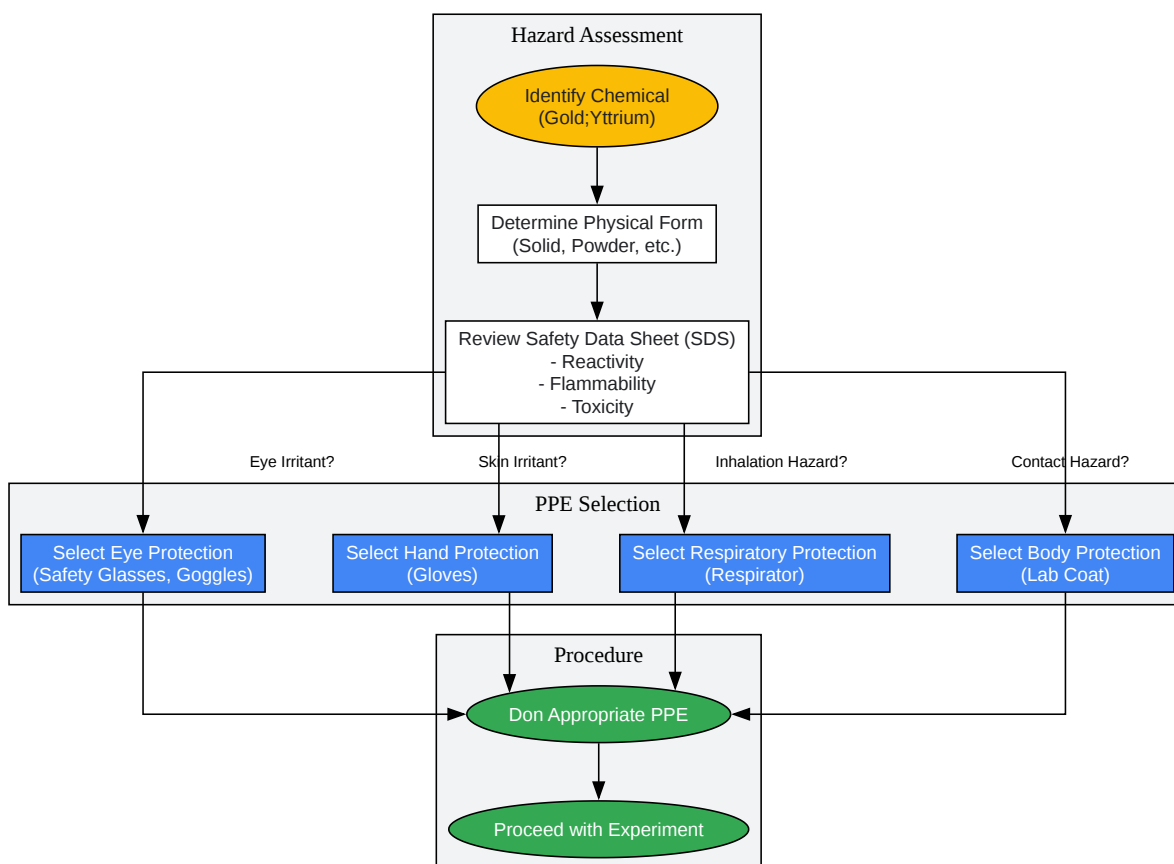 Hazard Assessment
Identify Chemical
(Gold;Yttrium)
Determine Physical Form
(Solid, Powder, etc.)
Review Safety Data Sheet (SDS)
- Reactivity
- Flammability
- Toxicity
Eye Irritant?
Skin Irritant?
Inhalation Hazard?
Contact Hazard?
PPE Selection
Select Eye Protection
(Safety Glasses, Goggles)
Select Hand Protection
(Gloves)
Select Respiratory Protection
(Respirator)
Select Body Protection
(Lab Coat)
Procedure
Don Appropriate PPE
Proceed with Experiment